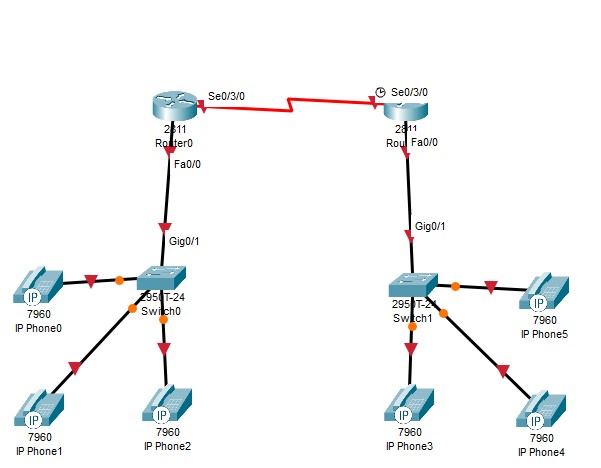 Se0/3/0
Se0/3/0
2811
Router0
Fa0/0
2811
Fa0/0
Gig0/1
Gig0/1
2950T-24
Switch0
2950T-24
Switch1
IP
7960
IP Phone0
IP
7960
IP Phone5
IP
7960
IP Phone1
7960
IP Phone2
IP
7960
IP Phone3
IP
7960
IP Phone4
IP